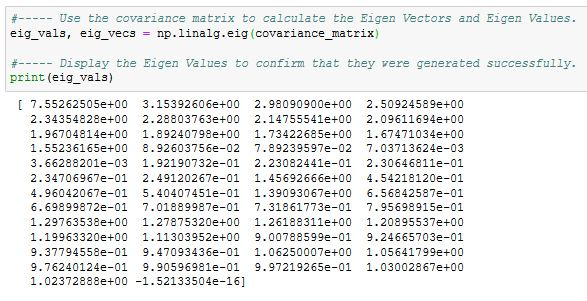 #----- Use the covariance matrix to calculate the Eigen Vectors and Eigen Values.
eig_vals, eig_vecs = np.linalg.eig(covariance_matrix)
#----- Display the Eigen Values to confirm that they were generated successfully.
print(eig_vals)
[ 7.55262505e+00 3.15392606e+00 2.98090900e+00 2.50924589e+00
2.34354828e+00 2.28803763e+00 2.14755541e+00 2.09611694e+00
1.96704814e+00 1.89240798e+00 1.73422685e+00 1.67471034e+00
1.55236165e+00 8.92603756e-02 7.89239597e-02 7.03713624e-03
3.66288201e-03 1.92190732e-01 2.23082441e-01 2.30646811e-01
2.34706967e-01 2.49120267e-01 1.45692666e+00 4.54218120e-01
4.96042067e-01 5.40407451e-01 1.39093067e+00 6.56842587e-01
6.69899872e-01 7.01889987e-01 7.31861773e-01 7.95698915e-01
1.29763538e+00 1.27875320e+00 1.26188311e+00 1.20895537e+00
1.19963320e+00 1.11303952e+00 9.00788599e-01 9.24665703e-01
9.37794558e-01 9.47093436e-01 1.06250007e+00 1.05641799e+00
9.76240124e-01 9.90596981e-01 9.97219265e-01 1.03002867e+00
1.02372888e+00 -1.52133504e-16]